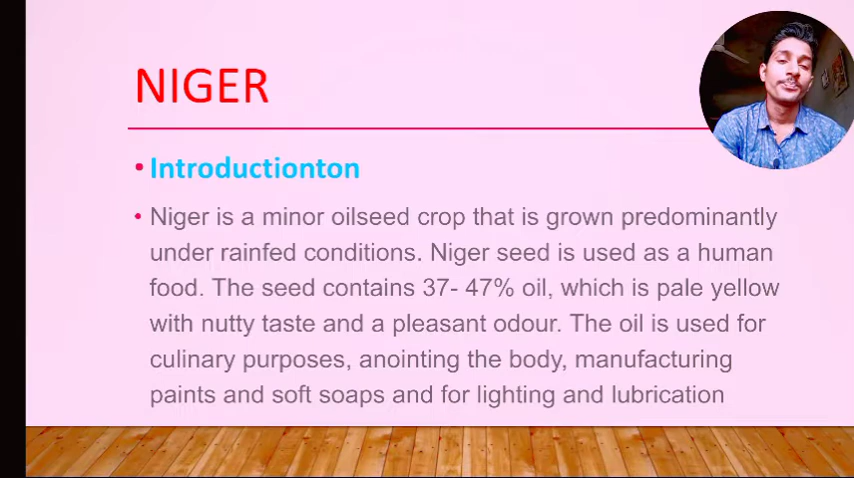 NIGER
• Introductionton
• Niger is a minor oilseed crop that is grown predominantly
under rainfed conditions. Niger seed is used as a human
food. The seed contains 37- 47% oil, which is pale yellow
with nutty taste and a pleasant odour. The oil is used for
culinary purposes, anointing the body, manufacturing
paints and soft soaps and for lighting and lubrication